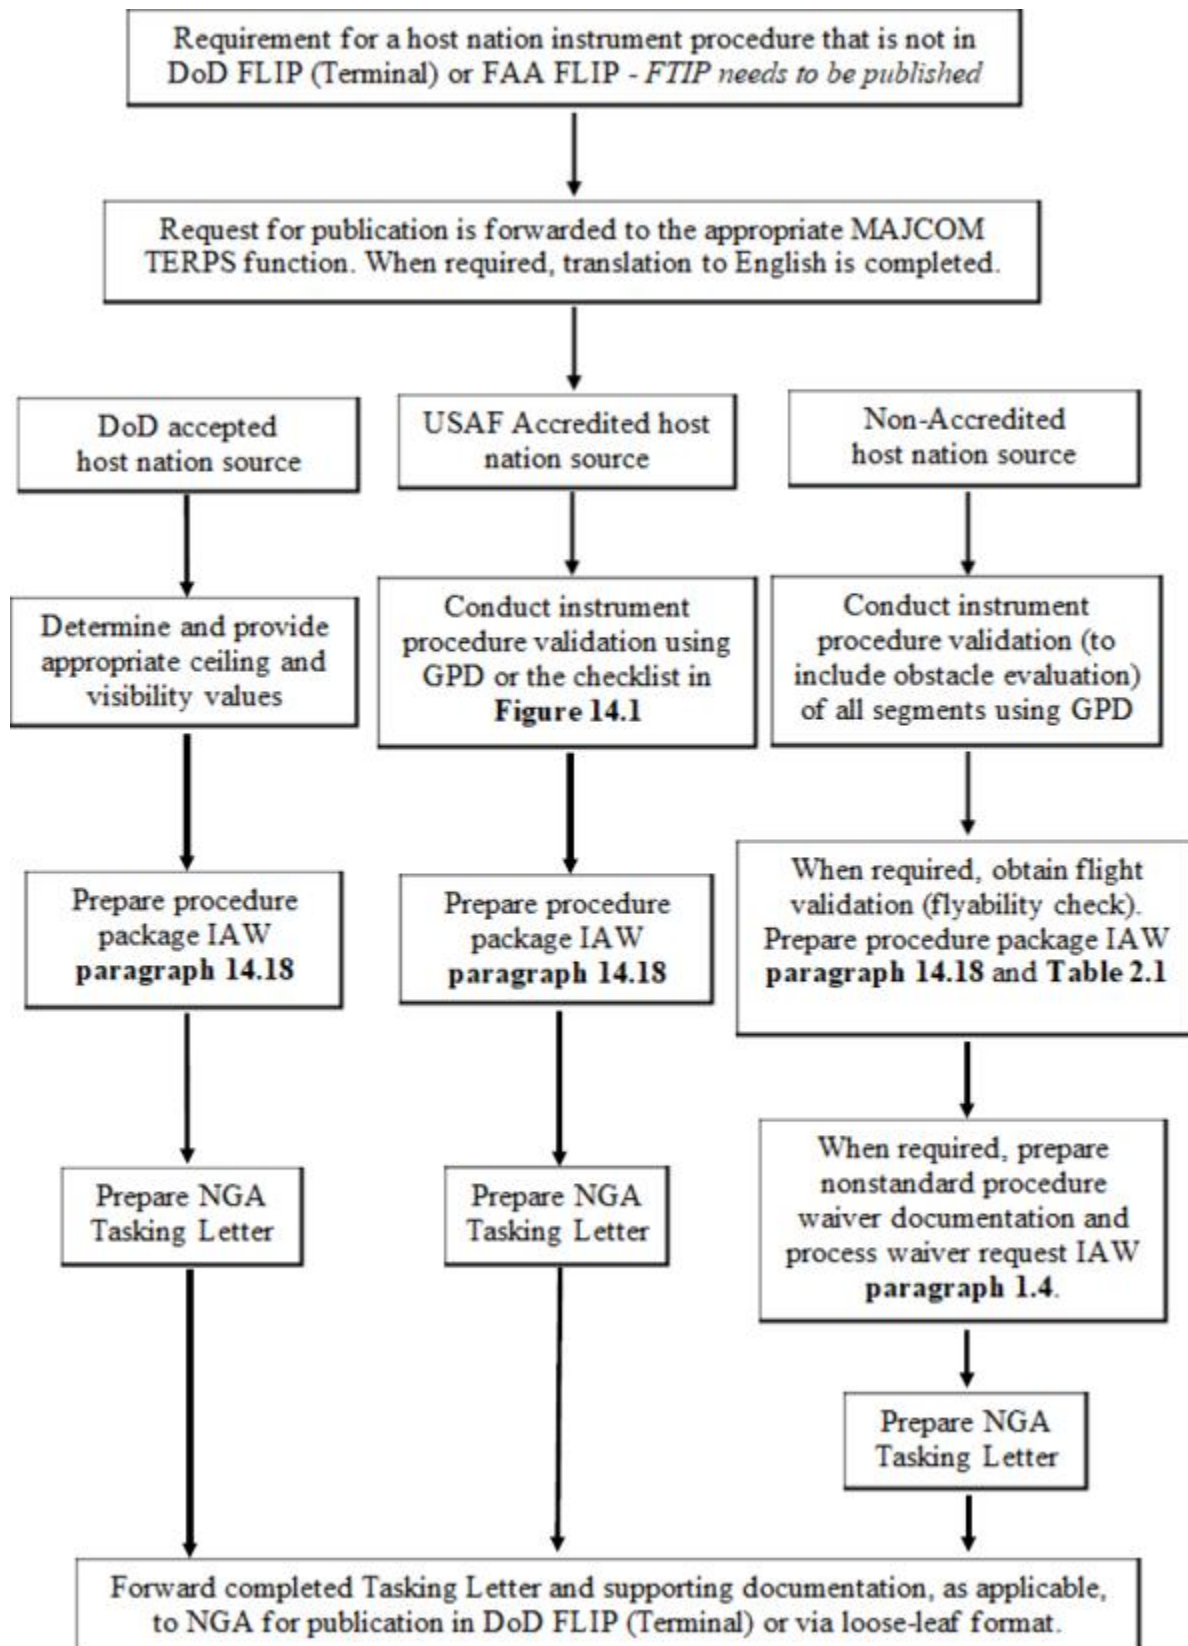 Requirement for a host nation instrument procedure that is not in
DoD FLIP (Terminal) or FAA FLIP - FTIP needs to be published
Request for publication is forwarded to the appropriate MAJCOM
TERPS function. When required, translation to English is completed.
DoD accepted
host nation source
USAF Accredited host
nation source
Non-Accredited
host nation source
Determine and provide
appropriate ceiling and
visibility values
Conduct instrument
procedure validation using
GPD or the checklist in
Figure 14.1
Conduct instrument
procedure validation (to
include obstacle evaluation)
of all segments using GPD
Prepare procedure
package IAW
paragraph 14.18
Prepare procedure
package IAW
paragraph 14.18
When required, obtain flight
validation (flyability check).
Prepare procedure package IAW
paragraph 14.18 and Table 2.1
Prepare NGA
Tasking Letter
Prepare NGA
Tasking Letter
When required, prepare
nonstandard procedure
waiver documentation and
process waiver request IAW
paragraph 1.4.
Prepare NGA
Tasking Letter
Forward completed Tasking Letter and supporting documentation, as applicable,
to NGA for publication in DoD FLIP (Terminal) or via loose-leaf format.